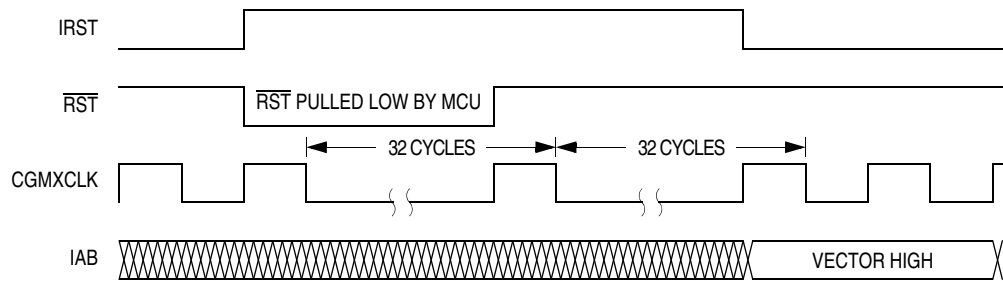 IRST
RST
RST PULLED LOW BY MCU
32 CYCLES 32 CYCLES
CGMXCLK
IAB
VECTOR HIGH